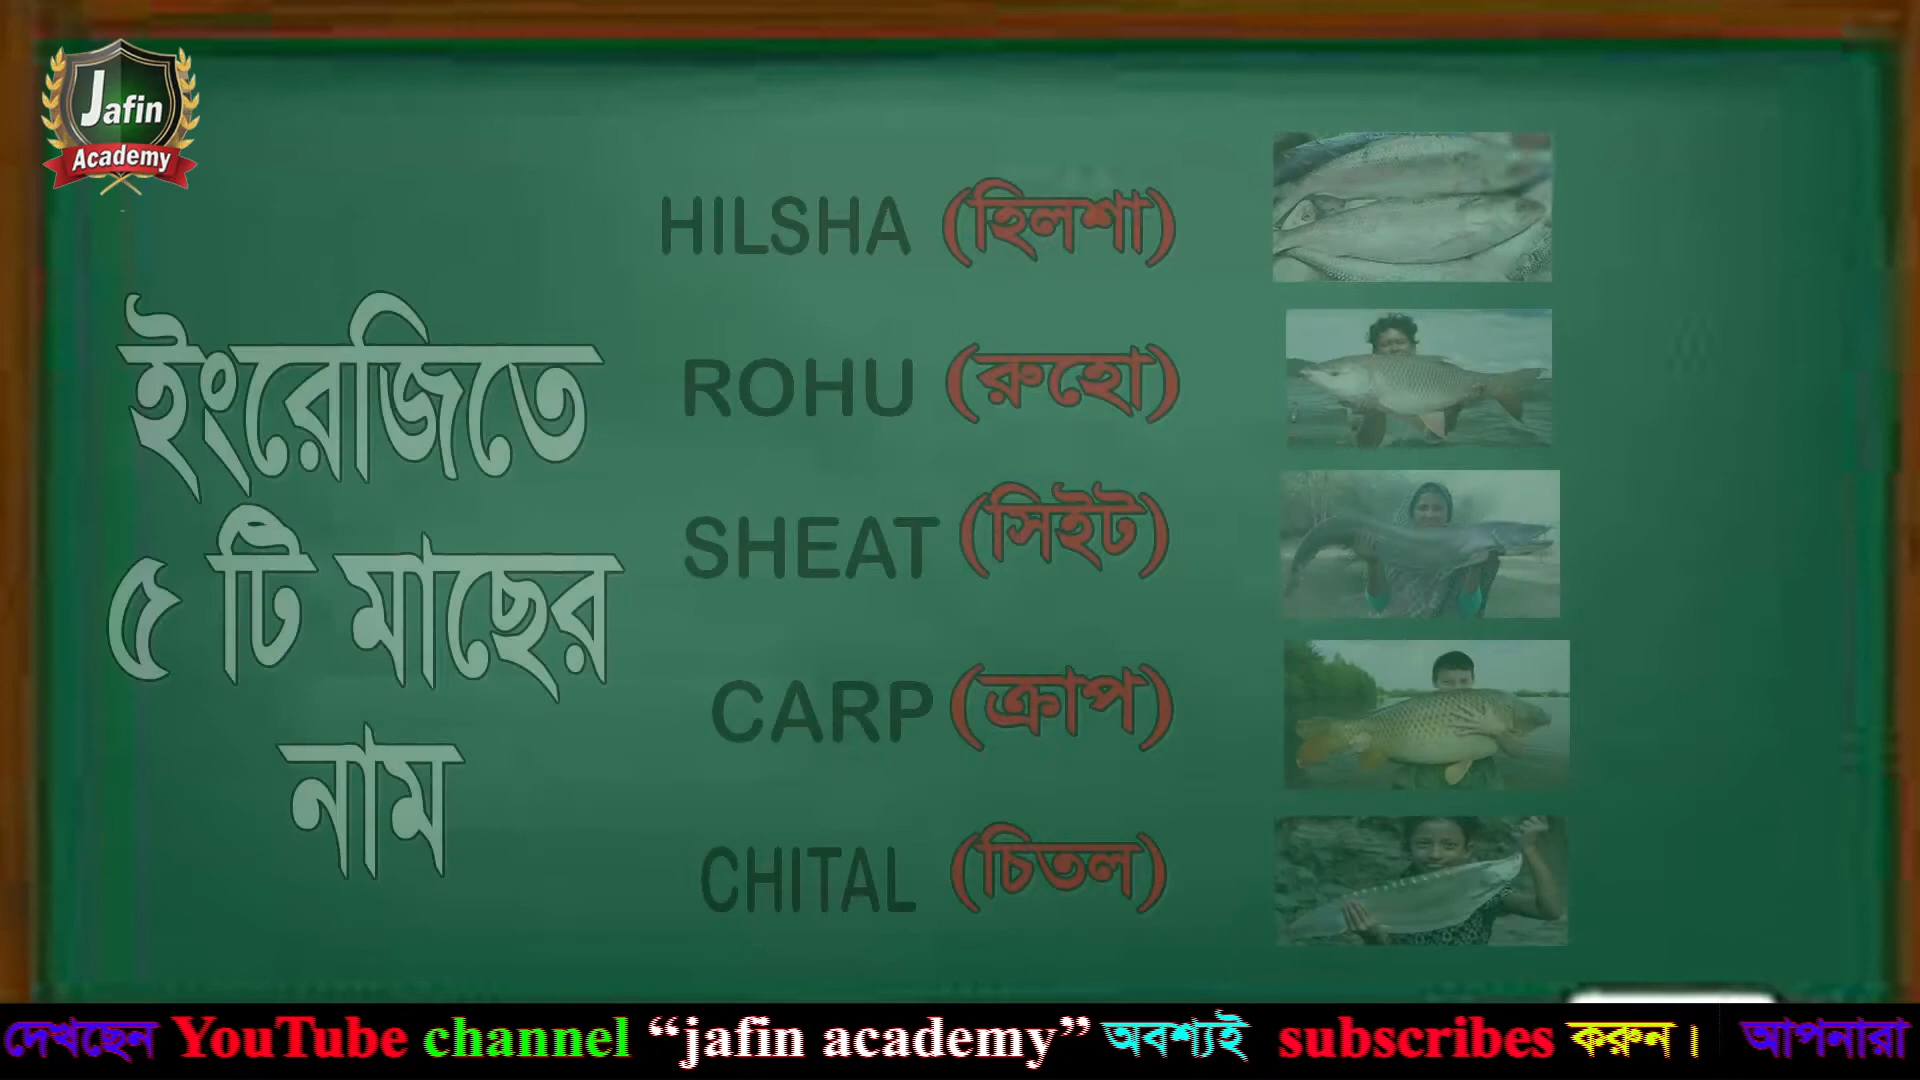 Jafin
Academy
ইংরেজিতে
৫ টি মাছের
নাম
HILSHA (হিলশা)
ROHU (রুহো)
SHEAT (সিইট)
CARP (ক্রাপ)
CHITAL (চিতল)
দেখছেন YouTube channel “jafin academy” অবশ্যই subscribes করুন। আপনারা